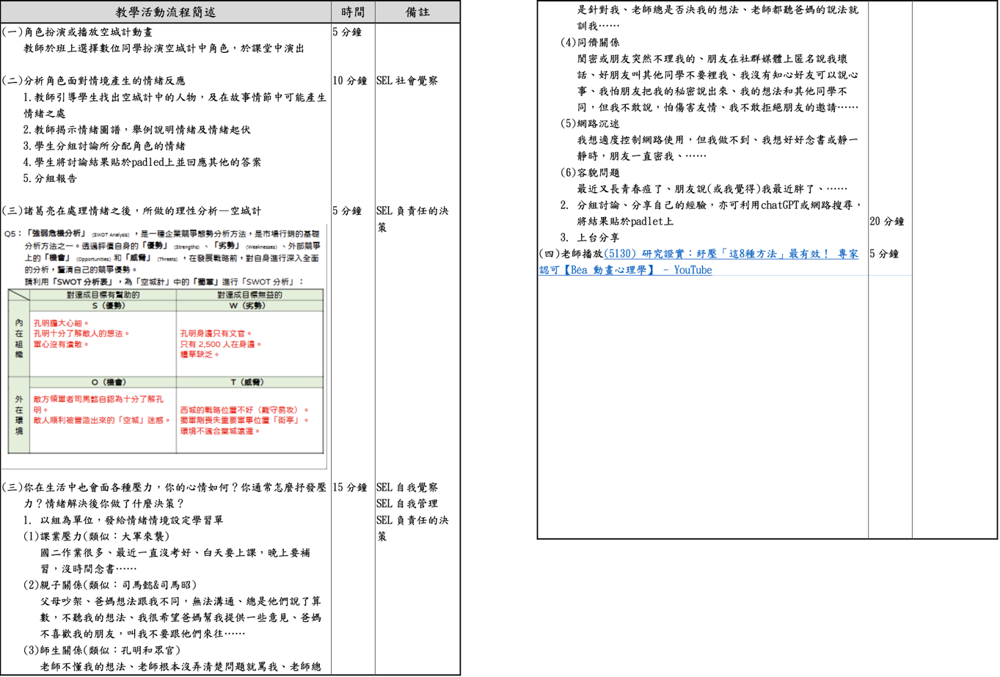 教學活動流程簡述 時間 備註
(一)角色扮演或播放空城計動畫 5 分鐘
教師於班上選擇數位同學扮演空城計中角色，於課堂中演出
(二)分析角色面對情境產生的情緒反應 10 分鐘 SEL 社會覺察
1.教師引導學生找出空城計中的人物，及在故事情節中可能產生
情緒之處
2.教師揭示情緒圖譜，舉例說明情緒及情緒起伏
3.學生分組討論所分配角色的情緒
4.學生將討論結果貼於padled上並回應其他的答案
5.分組報告
(三)諸葛亮在處理情緒之後，所做的理性分析—空城計 5 分鐘 SEL 負責任的決
策
Q5：「強弱危機分析」(SWOT Analysis)，是一種企業競爭態勢分析方法，是市場行銷的基礎
分析方法之一。透過評價自身的「優勢」(Strengths)、「劣勢」(Weaknesses)、外部競爭
上的「機會」(Opportunities) 和「威脅」(Threats)，在發展戰略前，對自身進行深入全面
的分析，釐清自己的競爭優勢。
請利用「SWOT 分析表」，為「空城計」中的「蜀軍」進行「SWOT 分析」：
對達成目標有幫助的 對達成目標無益的
S（優勢） W（劣勢）
內在組織
孔明膽大心細。
孔明十分了解敵人的想法。
軍心沒有潰散。
孔明身邊只有文官。
只有 2,500 人在身邊。
糧草缺乏。
O（機會） T（威脅）
外在環境
敵方領軍者司馬懿自認為十分了解孔
明。
敵人順利被營造出來的「空城」迷惑。
西城的戰略位置不好（難守易攻）。
蜀軍剛喪失重要軍事位置「街亭」。
環境不適合棄城遠遁。
(三)你在生活中也會面各種壓力，你的心情如何？你通常怎麼抒發壓 15 分鐘 SEL 自我覺察
力？情緒解決後你做了什麼決策？ SEL 自我管理
1. 以組為單位，發給情緒情境設定學習單 SEL 負責任的決
(1)課業壓力(類似：大軍來襲) 策
國二作業很多、最近一直沒考好、白天要上課，晚上要補
習，沒時間念書……
(2)親子關係(類似：司馬懿&司馬昭)
父母吵架、爸媽想法跟我不同，無法溝通、總是他們說了算
數，不聽我的想法、我很希望爸媽幫我提供一些意見、爸媽
不喜歡我的朋友，叫我不要跟他們來往……
(3)師生關係(類似：孔明和眾官)
老師不懂我的想法、老師根本沒弄清楚問題就罵我、老師總
是針對我、老師總是否決我的想法、老師都聽爸媽的說法就
訓我……
(4)同儕關係
閨密或朋友突然不理我的、朋友在社群媒體上匿名說我壞
話、好朋友叫其他同學不要裡我、我沒有知心好友可以說心
事、我怕朋友把我的秘密說出來、我的想法和其他同學不
同，但我不敢說，怕傷害友情、我不敢拒絕朋友的邀請……
(5)網路沉迷
我想適度控制網路使用，但我做不到、我想好好念書或靜一
靜時，朋友一直密我、……
(6)容貌問題
最近又長青春痘了、朋友說(或我覺得)我最近胖了、……
2. 分組討論、分享自己的經驗，亦可利用chatGPT或網路搜尋，
將結果貼於padlet上 20 分鐘
3. 上台分享
(四)老師播放(5130) 研究證實：紓壓「這8種方法」最有效！ 專家 5 分鐘
認可【Béa 動畫心理學】 - YouTube